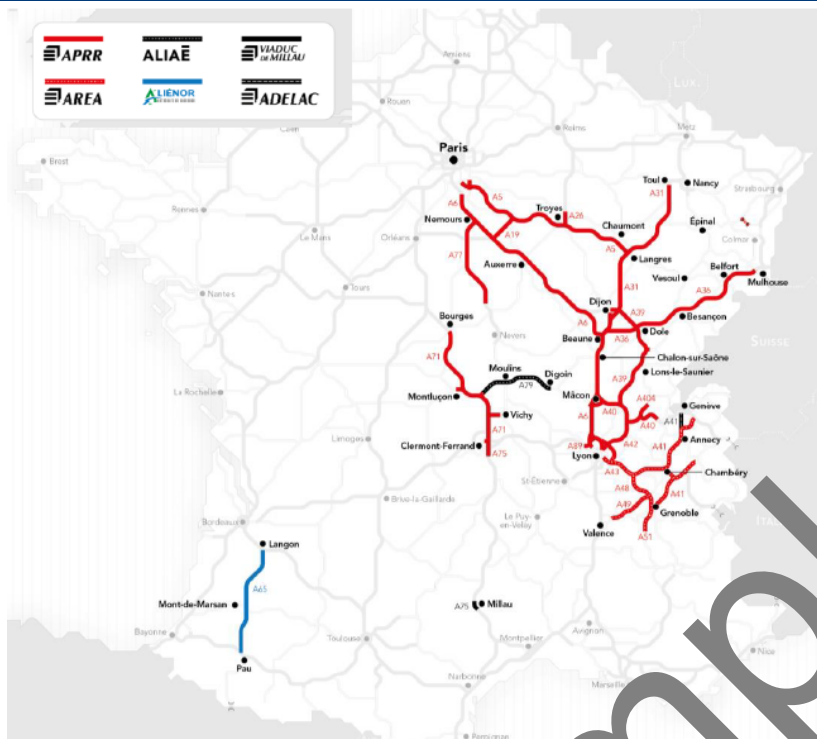 APRR
ALIAĒ
VIADUC DE MILLAU
AREA
ALIÉNOR
ADELAC
Amiens
Lux.
Rouen
Reims
Metz
Caen
Paris
Toul
Nancy
Strasbourg
Brest
A5
A31
A6
Troyes
A26
Nemours
Chaumont
Épinal
Colmar
Rennes
Le Mans
Orléans
A19
A5
A77
Langres
Auxerre
Vesoul
Belfort
Mulhouse
Tours
A31
A36
Nantes
Dijon
A39
Bourges
A6
Besançon
Nevers
Beaune
A36
Dole
Suisse
A71
Chalon-sur-Saône
Moulins
Digoin
A39
Lons-le-Saunier
La Rochelle
A79
Montluçon
Mâcon
A404
Genève
A6
A40
A40
A41
Vichy
A71
A42
A41
Annecy
Limoges
Clermont-Ferrand
A89
A75
Lyon
A43
Chambéry
St-Étienne
A48
A41
Brive-la-Gaillarde
A49
Grenoble
Le Puy-en-Velay
Valence
A51
Ital
Bordeaux
Langon
A65
Mont-de-Marsan
A75
Millau
Bayonne
Toulouse
Montpellier
Avignon
Nice
Pau
Narbonne
Marseille
Perpignan